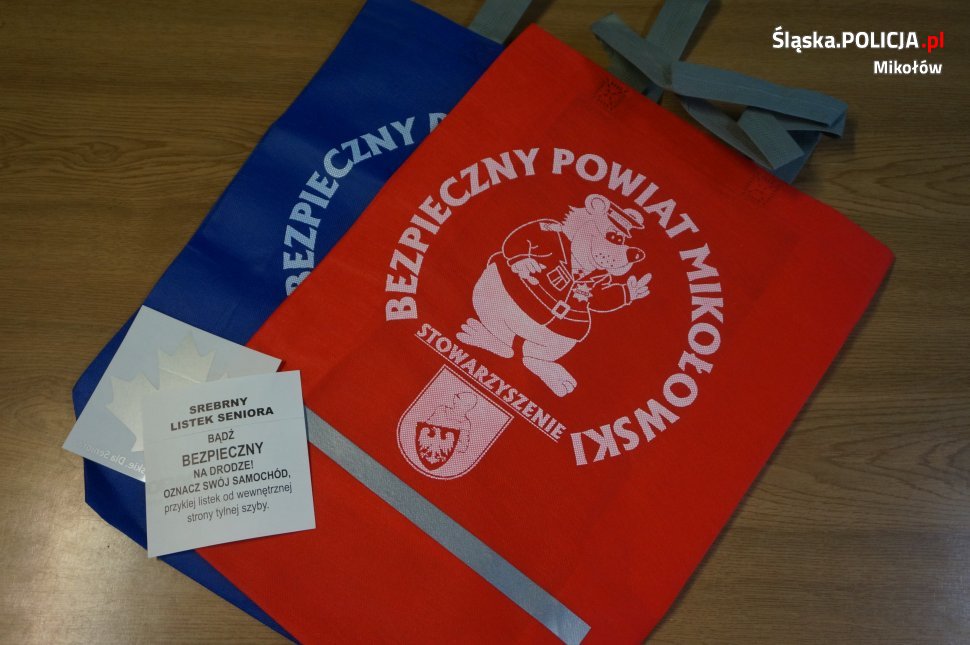 Śląska.POLICJA.pl
Mikołów
BEZPIECZNY
BEZPIECZNY POWIAT MIKOŁOWSKI
STOWARZYSZENIE
SREBRNY
LISTEK SENIORA
BĄDŹ
BEZPIECZNY
NA DRODZE!
OZNACZ SWÓJ SAMOCHÓD,
przyklej listek od wewnętrznej
strony tylnej szyby.